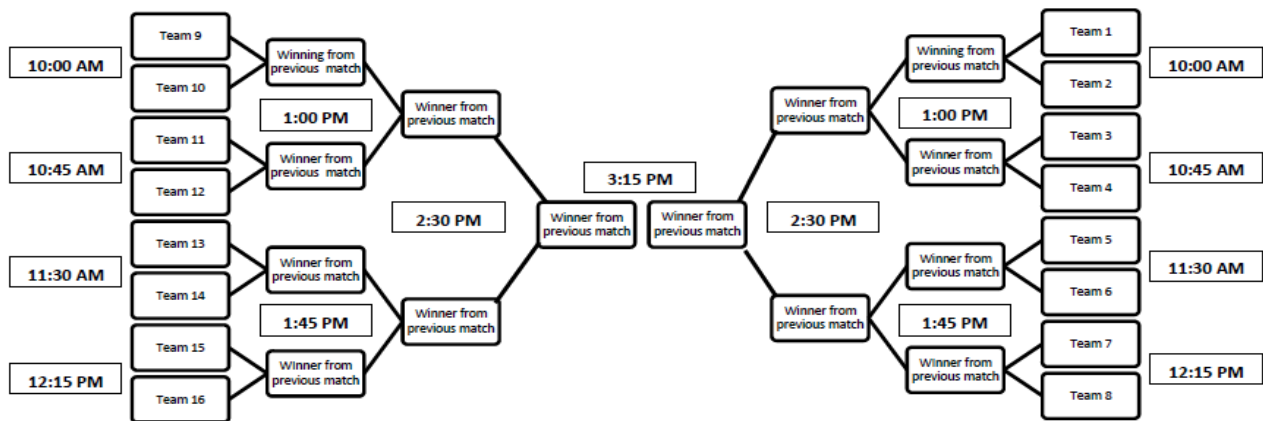 Team 9
10:00 AM
Team 10
Winning from
previous match
1:00 PM
Team 11
10:45 AM
Team 12
Winner from
previous match
Winner from
previous match
2:30 PM
Team 13
11:30 AM
Team 14
Winner from
previous match
1:45 PM
Team 15
12:15 PM
Team 16
WInner from
previous match
Winner from
previous match
3:15 PM
Winner from
previous match
Winner from
previous match
Winner from
previous match
2:30 PM
Winner from
previous match
Winning from
previous match
1:00 PM
Winner from
previous match
Team 1
10:00 AM
Team 2
Team 3
10:45 AM
Team 4
Winner from
previous match
1:45 PM
WInner from
previous match
Team 5
11:30 AM
Team 6
Team 7
12:15 PM
Team 8